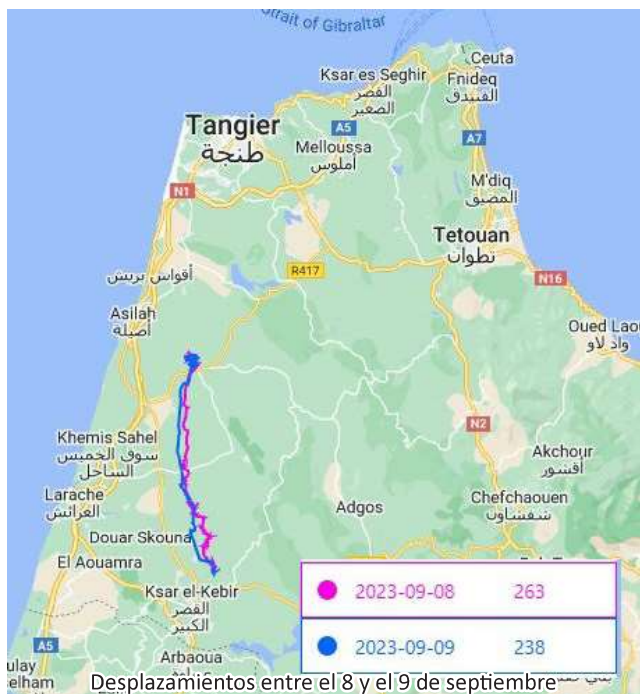 Strait of Gibraltar
Ceuta
Ksar es Seghir
القصر
الصغير
Fnideq
الفنيدق
Tangier
طنجة
A5
Melloussa
أملوس
A7
M'diq
المضيق
N1
Tetouan
تطوان
R417
N16
أقواس بريش
Asilah
أصيلة
Oued Laou
واد لاو
N2
Khemis Sahel
سوق الخميس
الساحل
Akchour
أقشور
Larache
العرائش
Adgos
Chefchaouen
شفشاون
Douar Skouna
El Aouamra
Ksar el-Kebir
القصر
الكبير
2023-09-08 263
2023-09-09 238
A5
Arbaoua
Desplazamientos entre el 8 y el 9 de septiembre